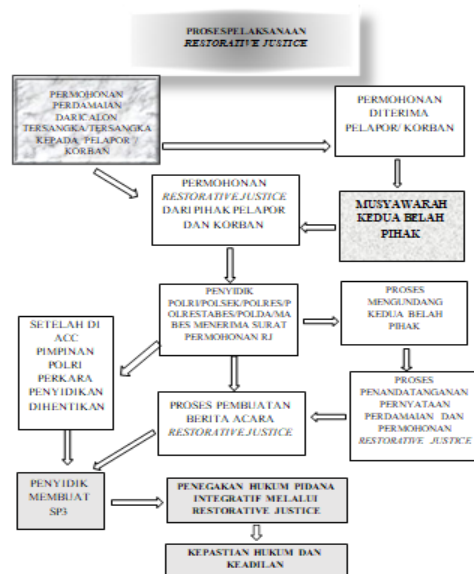 PROSESPELAKSANAAN
RESTORATIVE JUSTICE
PERMOHONAN
PERDAMAIAN
DARICALON
TERSANGKA/TERSANGKA
KEPADA PELAPOR /
KORBAN
PERMOHONAN
DITERIMA
PELAPOR/ KORBAN
PERMOHONAN
RESTORATIVE JUSTICE
DARI PIHAK PELAPOR
DAN KORBAN
MUSYAWARAH
KEDUA BELAH
PIHAK
PENYIDIK
POLRI/POLSEK/POLRES/P
OLRESTABES/POLDA/MA
BES MENERIMA SURAT
PERMOHONAN RJ
PROSES
MENGUNDANG
KEDUA BELAH
PIHAK
SETELAH DI
ACC
PIMPINAN
POLRI
PERKARA
PENYIDIKAN
DIHENTIKAN
PROSES PEMBUATAN
BERITA ACARA
RESTORATIVE JUSTICE
PROSES
PENANDATANGANAN
PERNYATAAN
PERDAMAIAN DAN
PERMOHONAN
RESTORATIVE JUSTICE
PENYIDIK
MEMBUAT
SP3
PENEGAKAN HUKUM PIDANA
INTEGRATIF MELALUI
RESTORATIVE JUSTICE
KEPASTIAN HUKUM DAN
KEADILAN